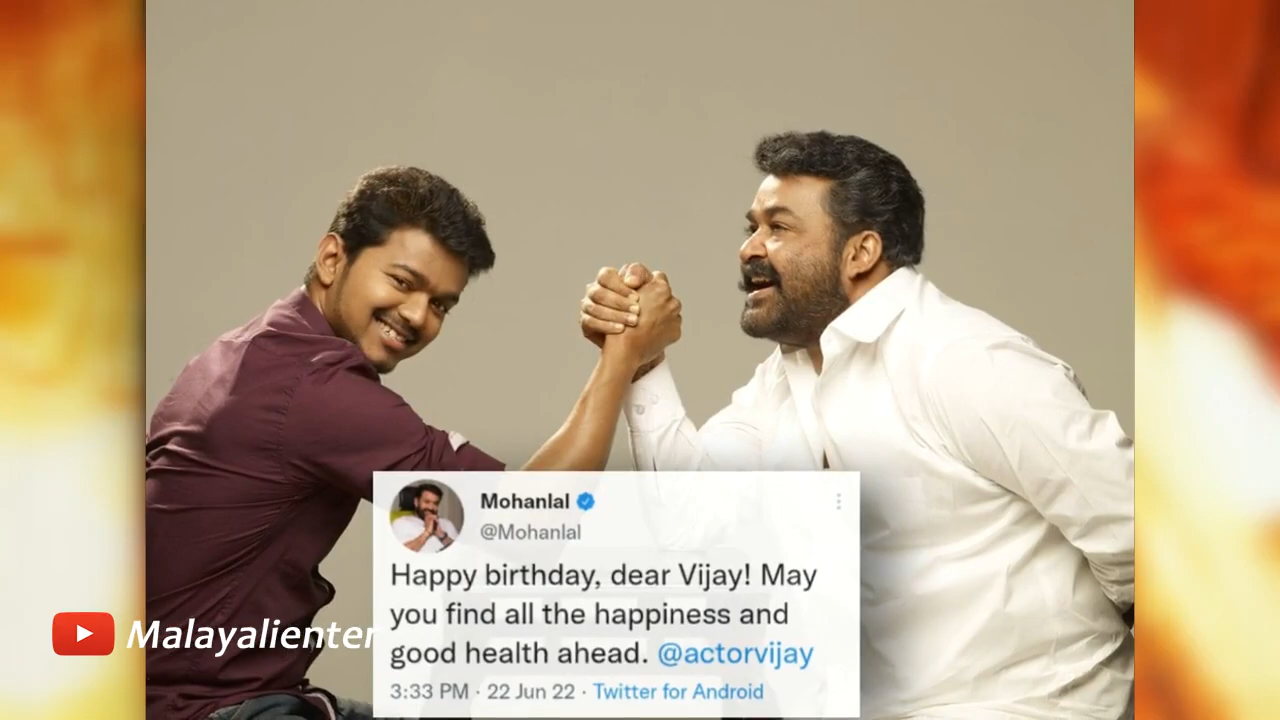 Mohanlal
@Mohanlal
Happy birthday, dear Vijay! May
you find all the happiness and
good health ahead. @actorvijay
3:33 PM · 22 Jun 22 · Twitter for Android
Malayalienter